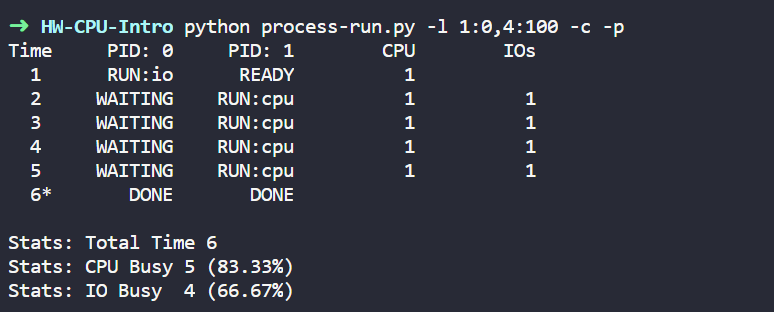 → HW-CPU-Intro python process-run.py -l 1:0,4:100 -c -p
Time     PID: 0     PID: 1        CPU        IOs
  1      RUN:io      READY          1
  2     WAITING    RUN:cpu          1          1
  3     WAITING    RUN:cpu          1          1
  4     WAITING    RUN:cpu          1          1
  5     WAITING    RUN:cpu          1          1
  6*       DONE       DONE

Stats: Total Time 6
Stats: CPU Busy 5 (83.33%)
Stats: IO Busy  4 (66.67%)